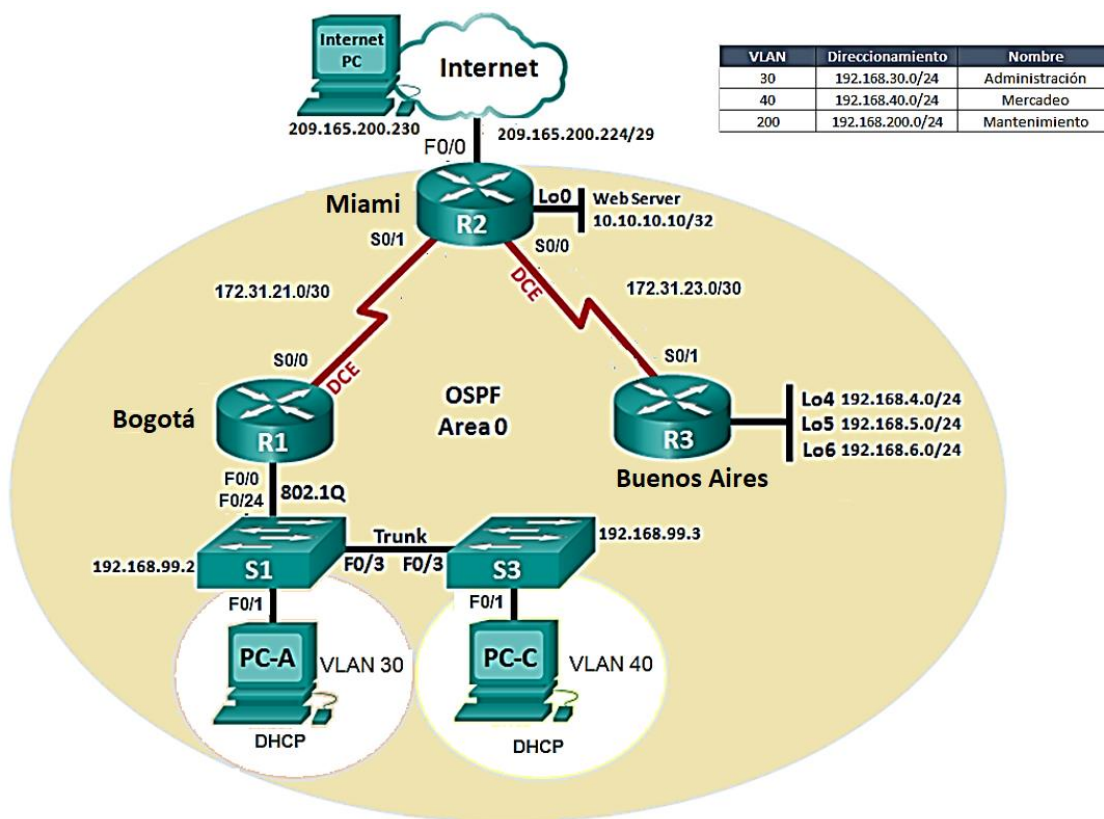 Internet
PC
Internet
209.165.200.230
209.165.200.224/29
F0/0
VLAN Direccionamiento Nombre
30 192.168.30.0/24 Administración
40 192.168.40.0/24 Mercadeo
200 192.168.200.0/24 Mantenimiento
Miami
R2
Lo0
Web Server
10.10.10.10/32
S0/1
S0/0
DCE
172.31.21.0/30
172.31.23.0/30
S0/0
DCE
S0/1
OSPF
Area 0
Bogotá
R1
R3
Buenos Aires
Lo4 192.168.4.0/24
Lo5 192.168.5.0/24
Lo6 192.168.6.0/24
F0/0
F0/24
802.1Q
192.168.99.2
S1
Trunk
F0/3 F0/3
S3
192.168.99.3
F0/1
F0/1
PC-A
VLAN 30
PC-C
VLAN 40
DHCP
DHCP